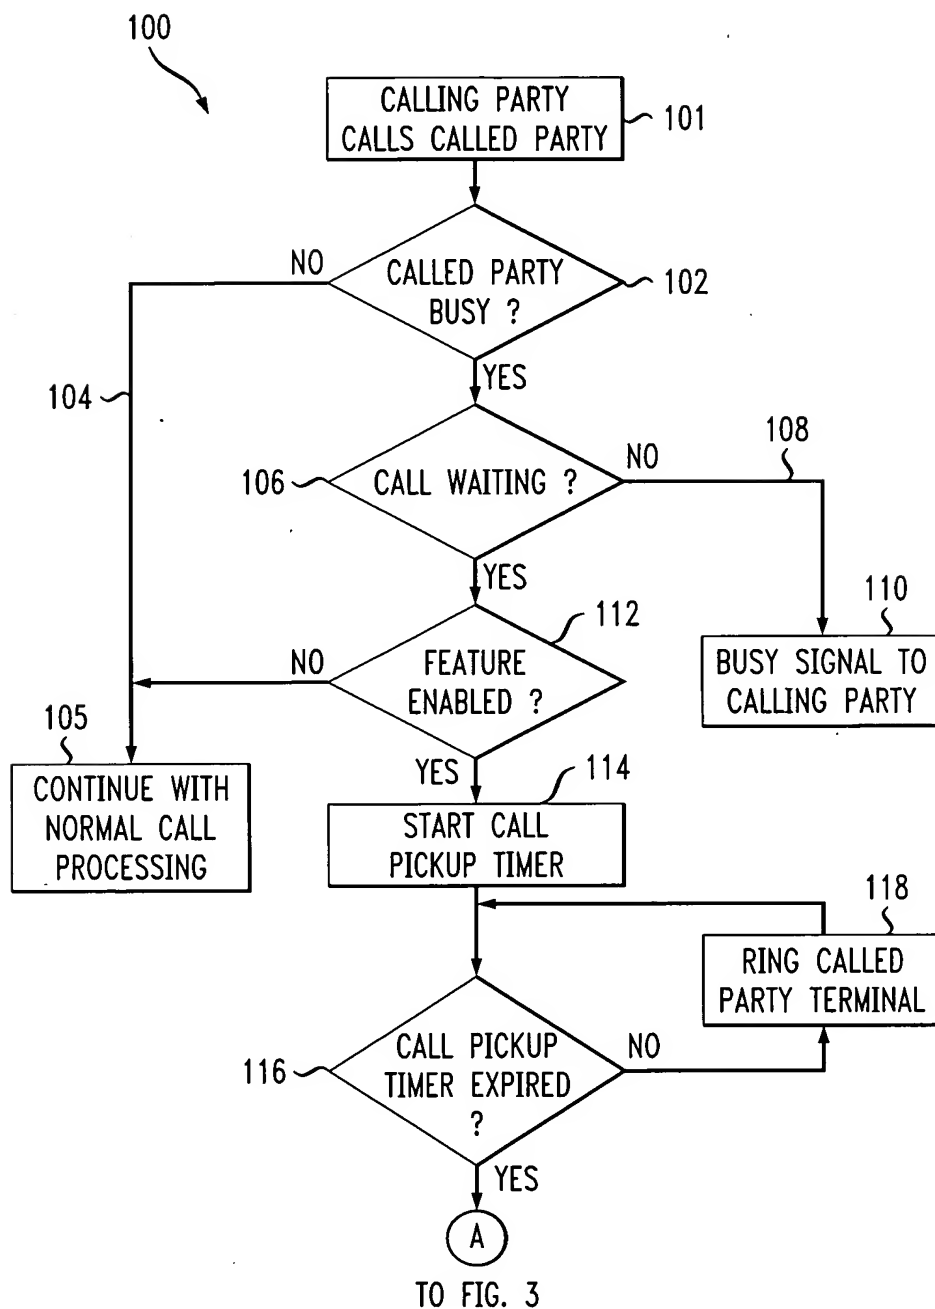 100
CALLING PARTY
CALLS CALLED PARTY
101
NO
CALLED PARTY
BUSY ?
102
YES
104
106
CALL WAITING ?
NO
108
YES
112
110
NO
FEATURE
ENABLED ?
BUSY SIGNAL TO
CALLING PARTY
105
YES
114
CONTINUE WITH
NORMAL CALL
PROCESSING
START CALL
PICKUP TIMER
118
RING CALLED
PARTY TERMINAL
116
CALL PICKUP
TIMER EXPIRED
?
NO
YES
A
TO FIG. 3